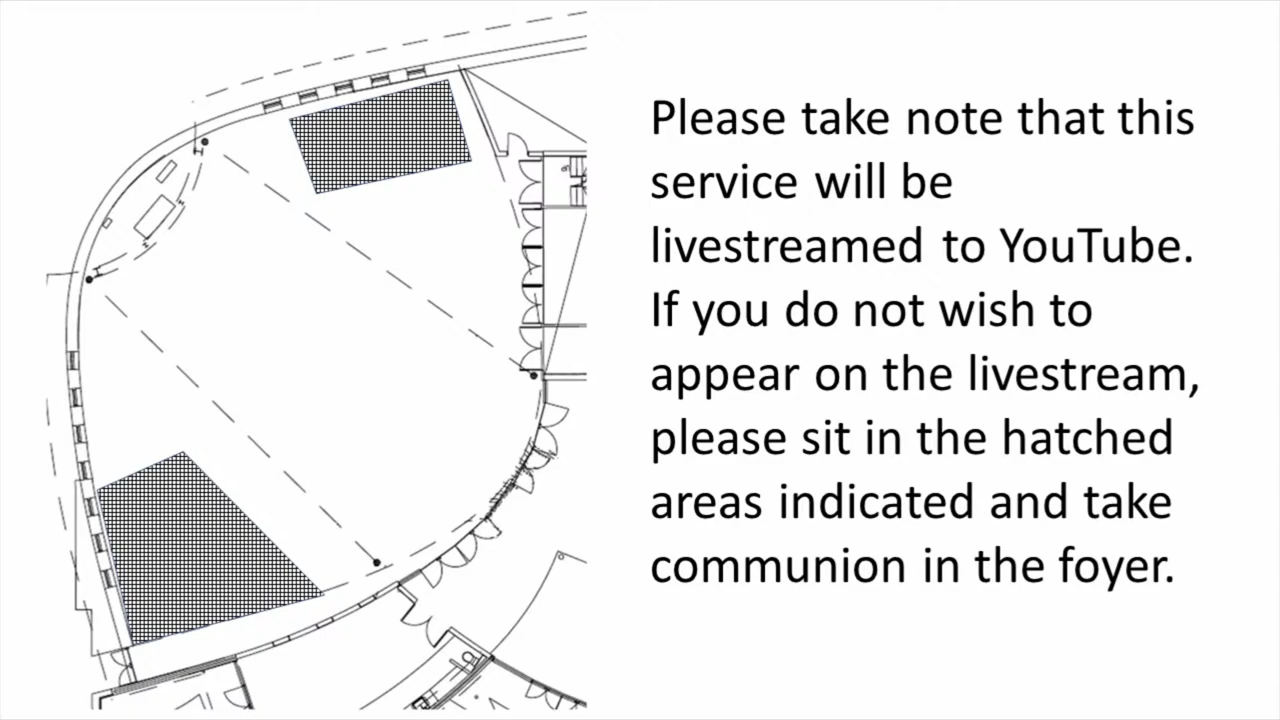 Please take note that this
service will be
livestreamed to YouTube.
If you do not wish to
appear on the livestream,
please sit in the hatched
areas indicated and take
communion in the foyer.